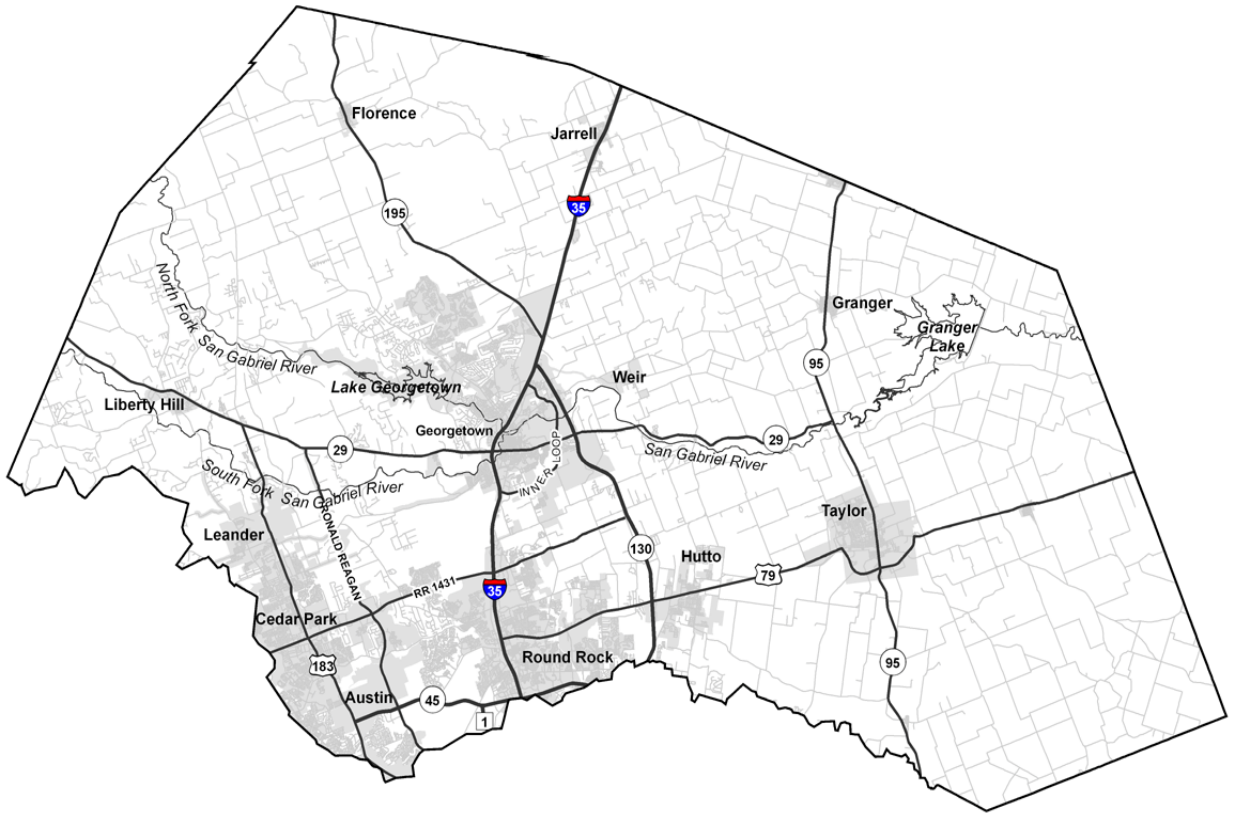 Florence
Jarrell
35
195
North Fork San Gabriel River
Granger
Granger
Lake
95
Weir
Lake Georgetown
Liberty Hill
Georgetown
29
29
INNER LOOP
San Gabriel River
South Fork San Gabriel River
Leander
RONALD REAGAN
Taylor
130
Hutto
79
RR 1431
35
Cedar Park
183
Round Rock
95
Austin
45
1